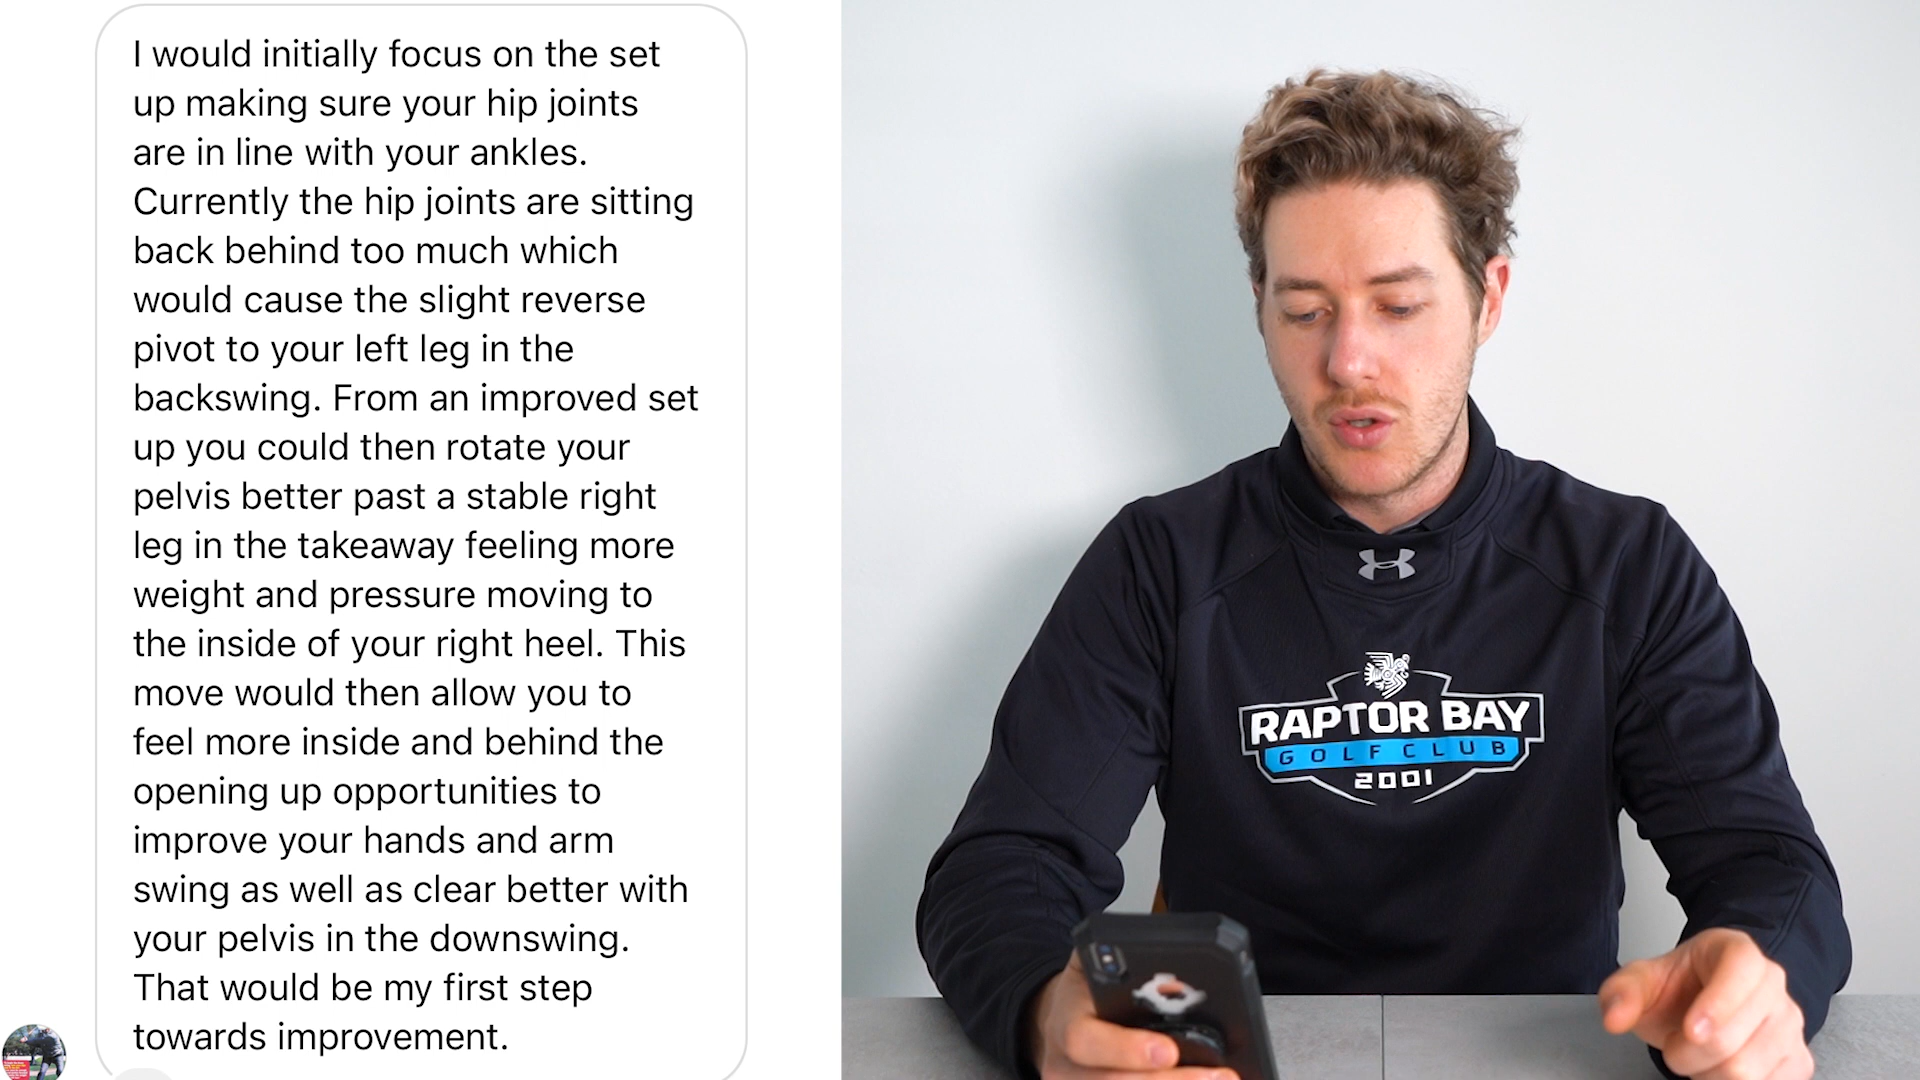 I would initially focus on the set
up making sure your hip joints
are in line with your ankles.
Currently the hip joints are sitting
back behind too much which
would cause the slight reverse
pivot to your left leg in the
backswing. From an improved set
up you could then rotate your
pelvis better past a stable right
leg in the takeaway feeling more
weight and pressure moving to
the inside of your right heel. This
move would then allow you to
feel more inside and behind the
opening up opportunities to
improve your hands and arm
swing as well as clear better with
your pelvis in the downswing.
That would be my first step
towards improvement.
RAPTOR BAY
GOLF CLUB
2001